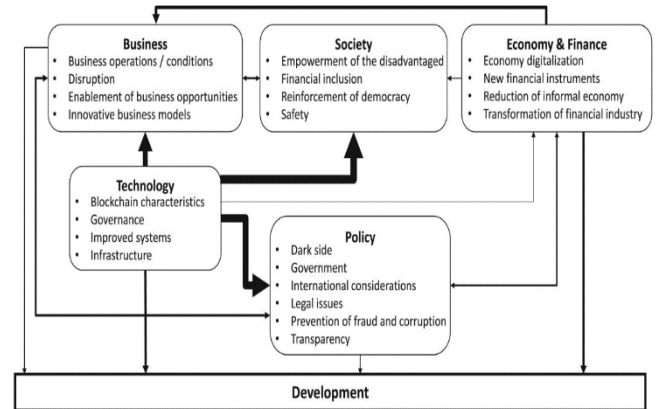 Business
• Business operations / conditions
• Disruption
• Enablement of business opportunities
• Innovative business models
Society
• Empowerment of the disadvantaged
• Financial inclusion
• Reinforcement of democracy
• Safety
Economy & Finance
• Economy digitalization
• New financial instruments
• Reduction of informal economy
• Transformation of financial industry
Technology
• Blockchain characteristics
• Governance
• Improved systems
• Infrastructure
Policy
• Dark side
• Government
• International considerations
• Legal issues
• Prevention of fraud and corruption
• Transparency
Development